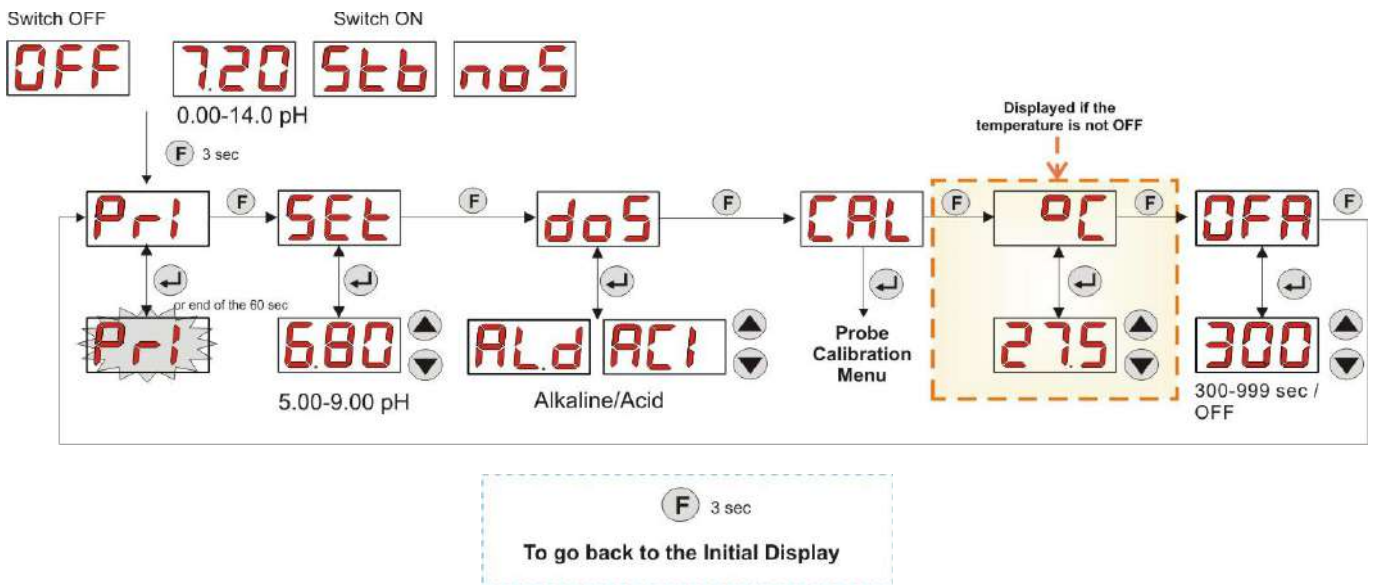 Switch OFF
Switch ON
OFF
7.20
Stb
noS
0.00-14.0 pH
Displayed if the
temperature is not OFF
F 3 sec
PrI
F
SEt
F
doS
F
CAL
F
ºC
F
OFA
F
or end of the 60 sec
PrI
6.80
ALd
ACI
Probe
Calibration
Menu
27.5
300
5.00-9.00 pH
Alkaline/Acid
300-999 sec /
OFF
F 3 sec
To go back to the Initial Display